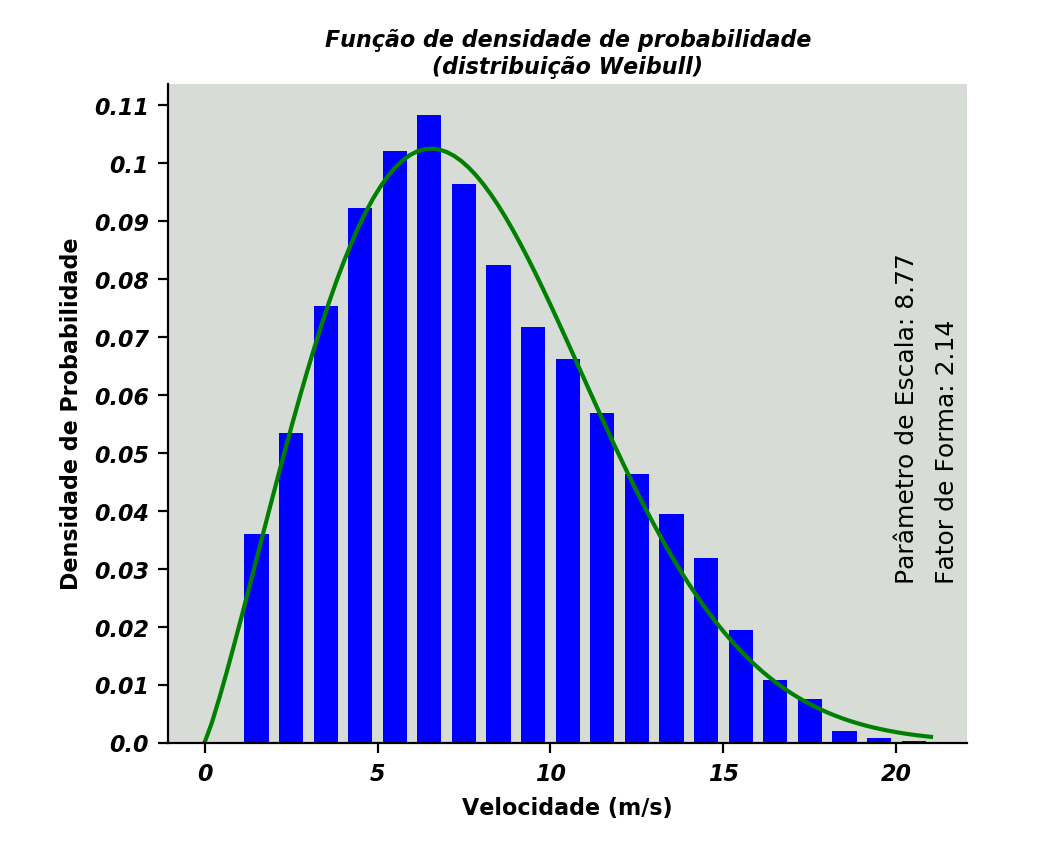 Função de densidade de probabilidade
(distribuição Weibull)
Densidade de Probabilidade
0.11
0.1
0.09
0.08
0.07
0.06
0.05
0.04
0.03
0.02
0.01
0.0
Parâmetro de Escala: 8.77
Fator de Forma: 2.14
0 5 10 15 20
Velocidade (m/s)